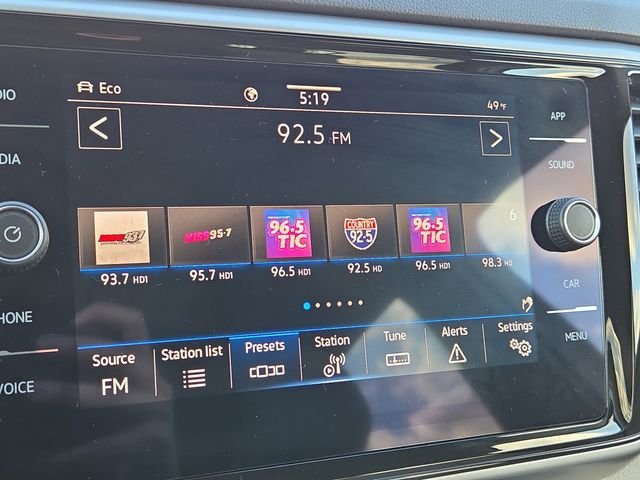 Eco
5:19
49°F
APP
92.5 FM
SOUND
KISS 95-7
96.5
TIC
COUNTRY
92·5
96.5
TIC
6
93.7 HD1
95.7 HD1
96.5 HD1
92.5 HD
96.5 HD1
98.3 HD
CAR
MENU
DIO
DIA
HONE
VOICE
Source
FM
Station list
Presets
Station
Tune
Alerts
Settings